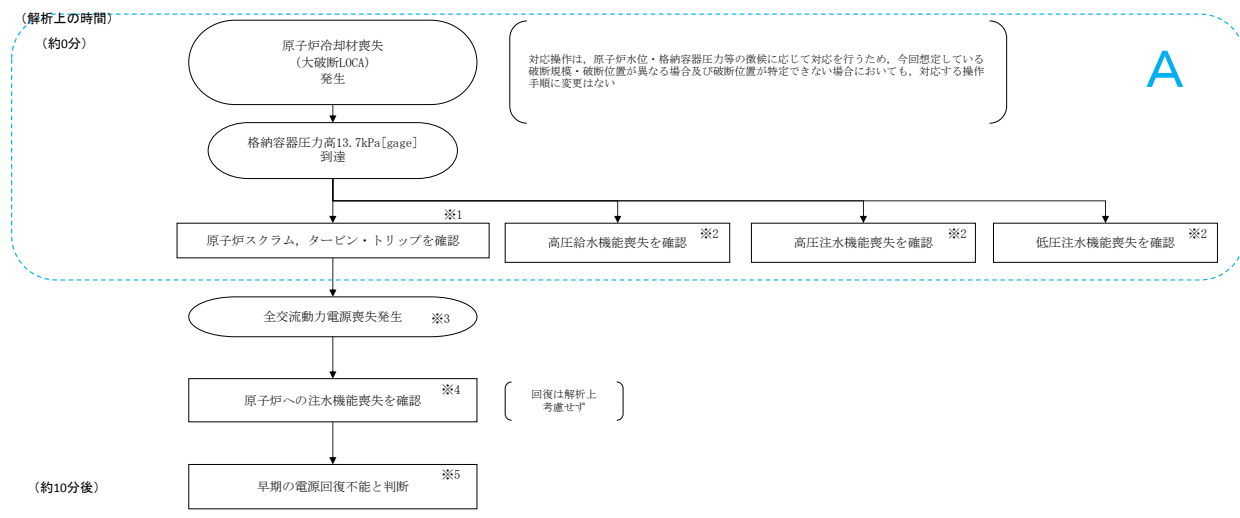 (解析上の時間)
(約0分)
原子炉冷却材喪失
(大破断LOCA)
発生
対応操作は,原子炉水位・格納容器圧力等の徴候に応じて対応を行うため,今回想定している
破断規模・破断位置が異なる場合及び破断位置が特定できない場合においても,対応する操作
手順に変更はない
A
格納容器圧力高13.7kPa[gage]
到達
※1
原子炉スクラム,タービン・トリップを確認
※2
高圧給水機能喪失を確認
※2
高圧注水機能喪失を確認
※2
低圧注水機能喪失を確認
全交流動力電源喪失発生 ※3
※4
原子炉への注水機能喪失を確認
回復は解析上
考慮せず
※5
早期の電源回復不能と判断
(約10分後)